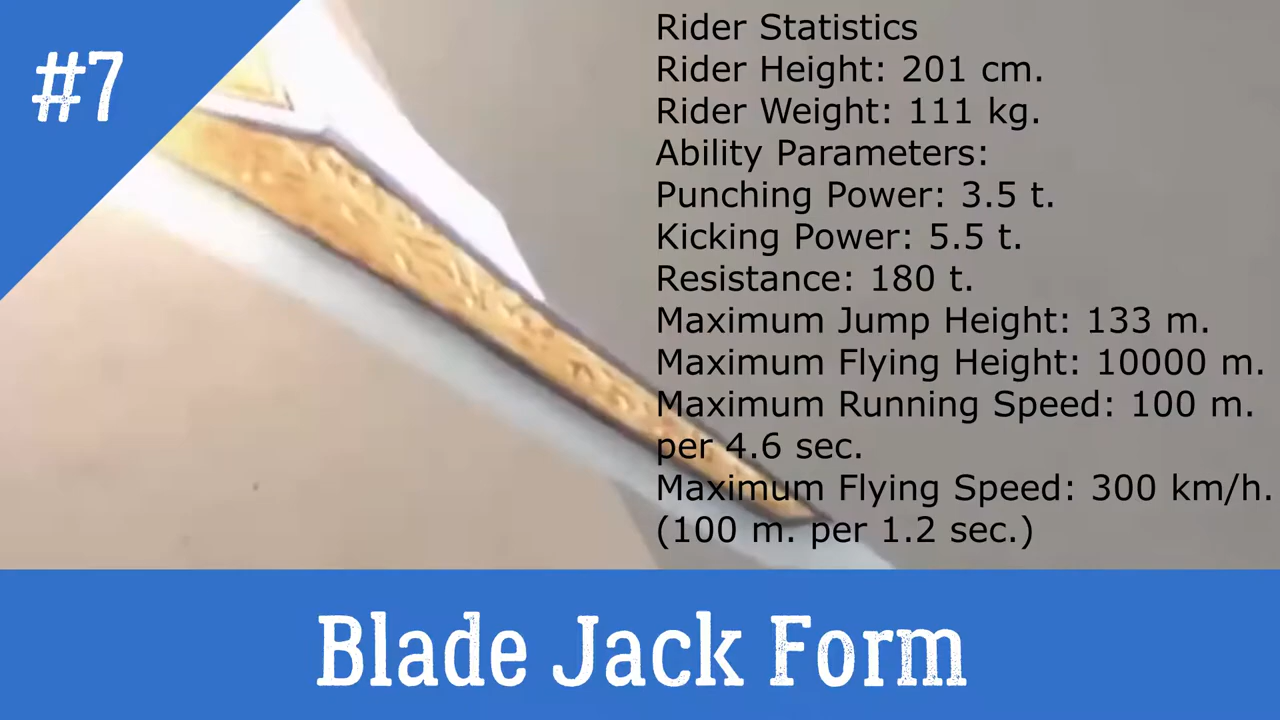 #7
Rider Statistics
Rider Height: 201 cm.
Rider Weight: 111 kg.
Ability Parameters:
Punching Power: 3.5 t.
Kicking Power: 5.5 t.
Resistance: 180 t.
Maximum Jump Height: 133 m.
Maximum Flying Height: 10000 m.
Maximum Running Speed: 100 m.
per 4.6 sec.
Maximum Flying Speed: 300 km/h.
(100 m. per 1.2 sec.)
Blade Jack Form